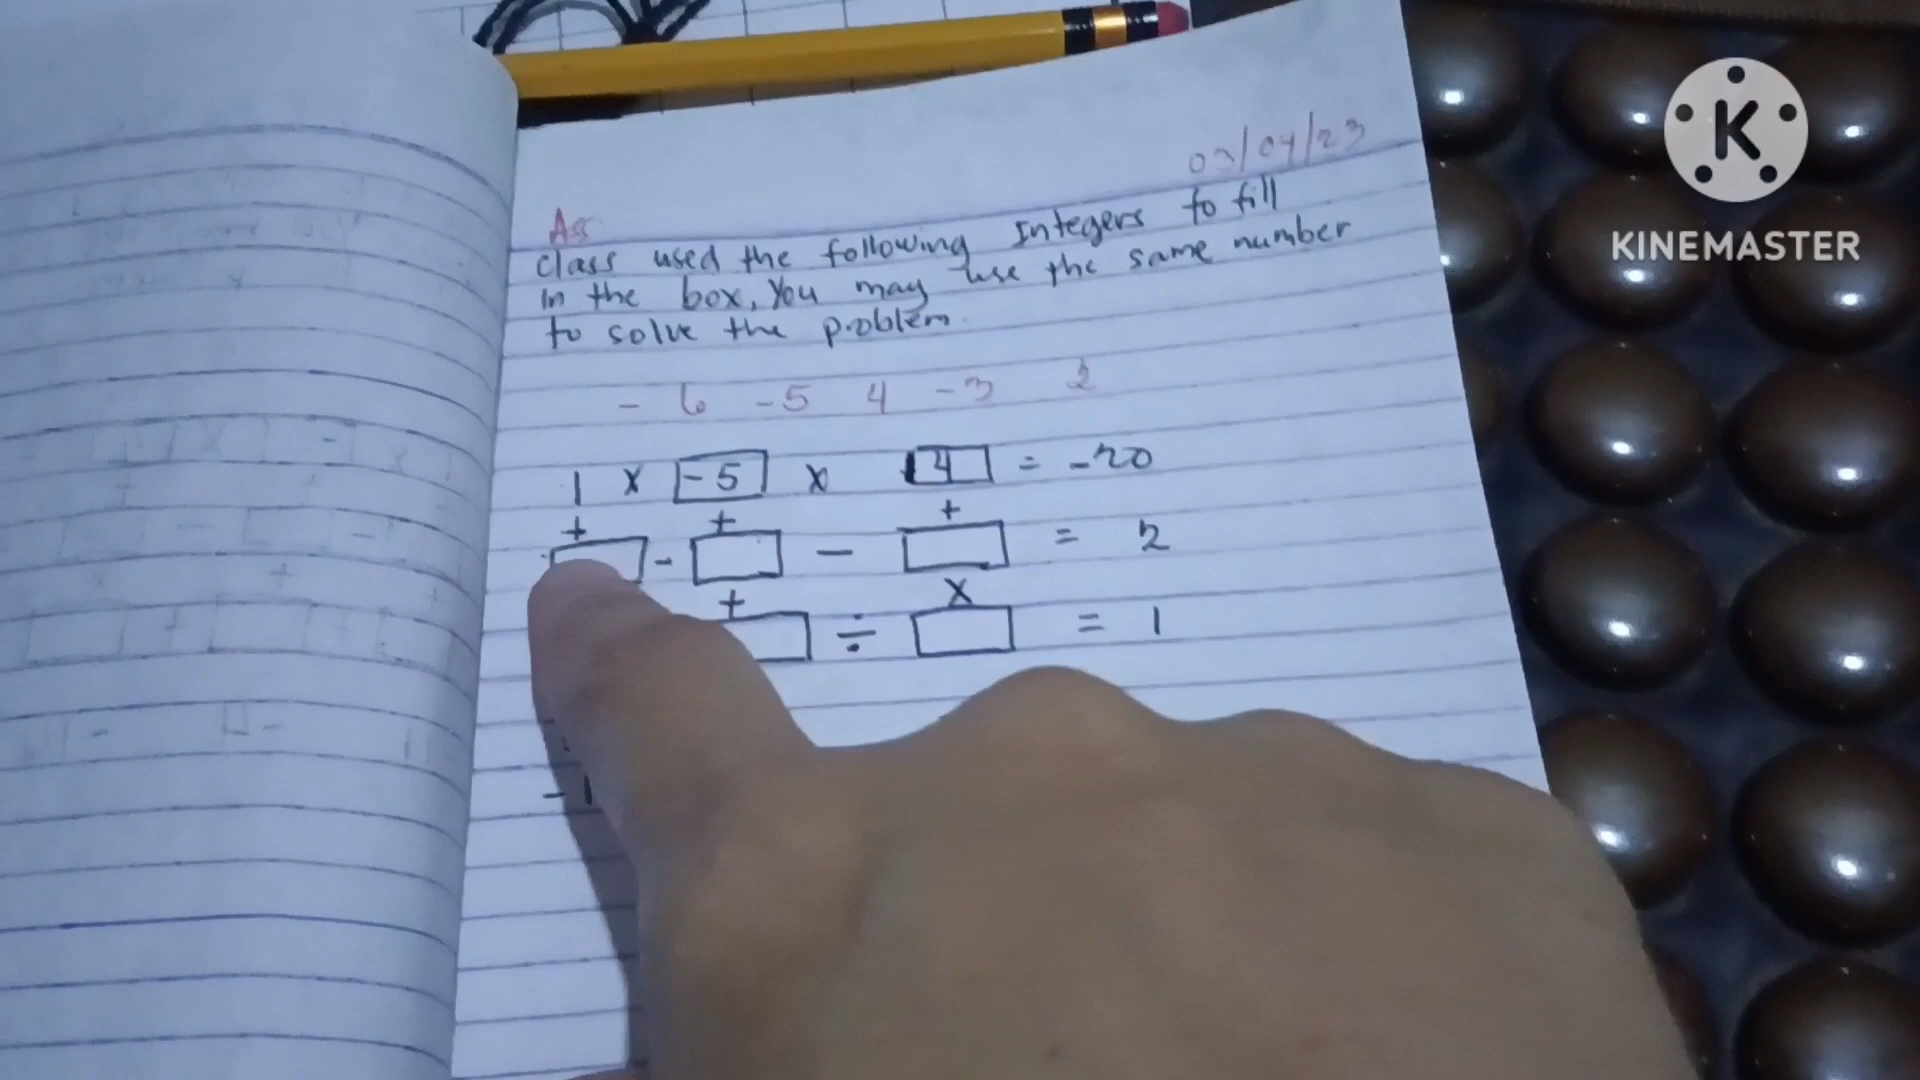 03/04/23
KINEMASTER
As
class used the following Integers to fill
in the box, You may use the same number
to solve the problem.
- 6 -5 4 -3 2
1 x -5 x 4 = -20
+ + +
- - = 2
+ x
÷ = 1